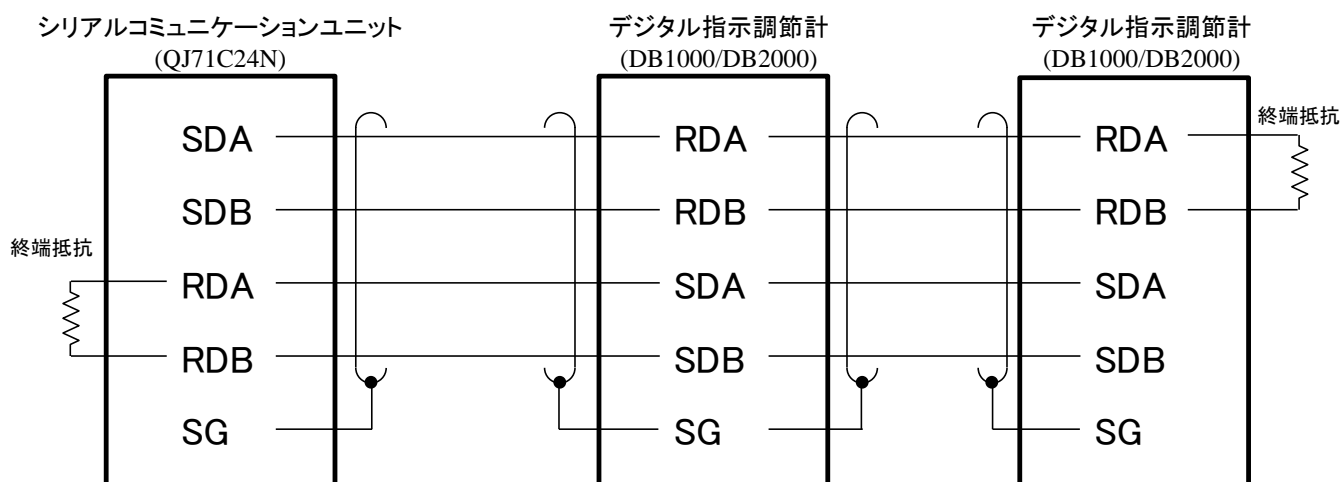 シリアルコミュニケーションユニット
(QJ71C24N)
デジタル指示調節計
(DB1000/DB2000)
デジタル指示調節計
(DB1000/DB2000)
SDA
RDA
RDA
終端抵抗
SDB
RDB
RDB
終端抵抗
RDA
SDA
SDA
RDB
SDB
SDB
SG
SG
SG